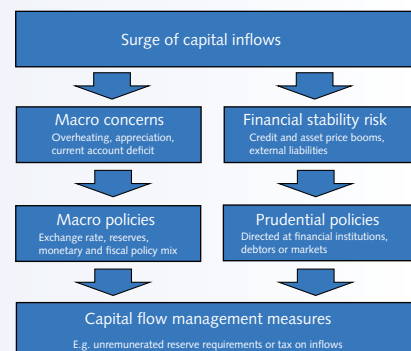 Surge of capital inflows
Macro concerns
Overheating, appreciation,
current account deficit
Financial stability risk
Credit and asset price booms,
external liabilities
Macro policies
Exchange rate, reserves,
monetary and fiscal policy mix
Prudential policies
Directed at financial institutions,
debtors or markets
Capital flow management measures
E.g. unremunerated reserve requirements or tax on inflows